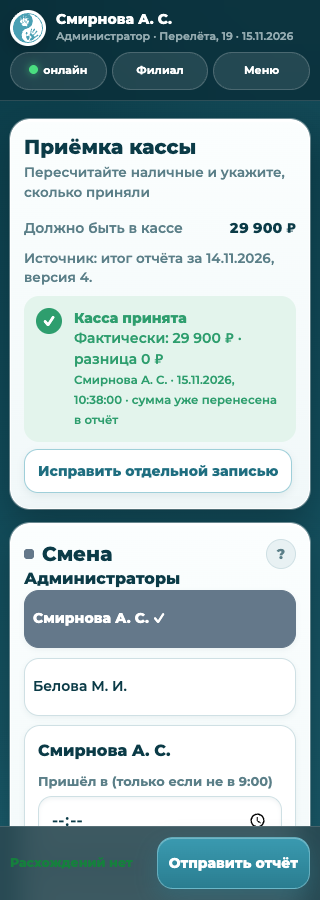 Смирнова А. С.
Администратор · Перелёта, 19 · 15.11.2026
онлайн
Филиал
Меню
Приёмка кассы
Пересчитайте наличные и укажите,
сколько приняли
Должно быть в кассе 29 900 ₽
Источник: итог отчёта за 14.11.2026,
версия 4.
Касса принята
Фактически: 29 900 ₽ ·
разница 0 ₽
Смирнова А. С. · 15.11.2026,
10:38:00 · сумма уже перенесена
в отчёт
Исправить отдельной записью
Смена
?
Администраторы
Смирнова А. С. ✓
Белова М. И.
Смирнова А. С.
Пришёл в (только если не в 9:00)
--:--
Расхождений нет
Отправить отчёт